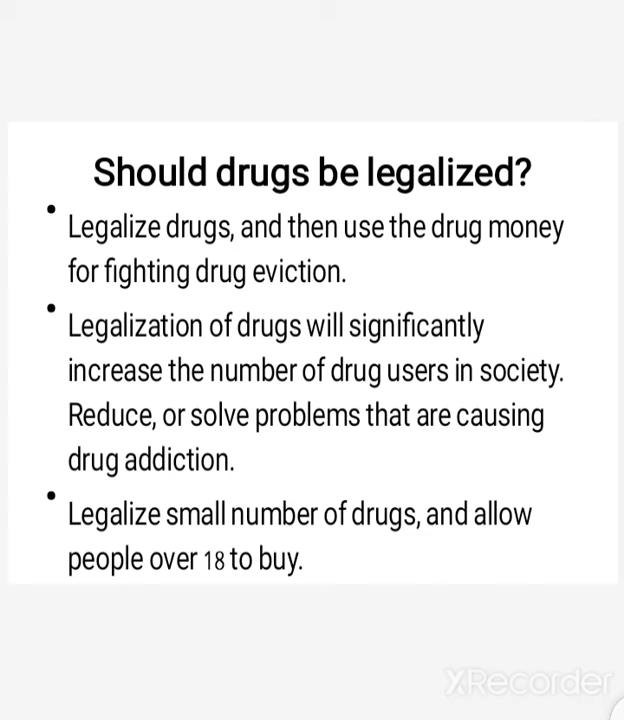 Should drugs be legalized?
• Legalize drugs, and then use the drug money
for fighting drug eviction.
• Legalization of drugs will significantly
increase the number of drug users in society.
Reduce, or solve problems that are causing
drug addiction.
• Legalize small number of drugs, and allow
people over 18 to buy.
XRecorder